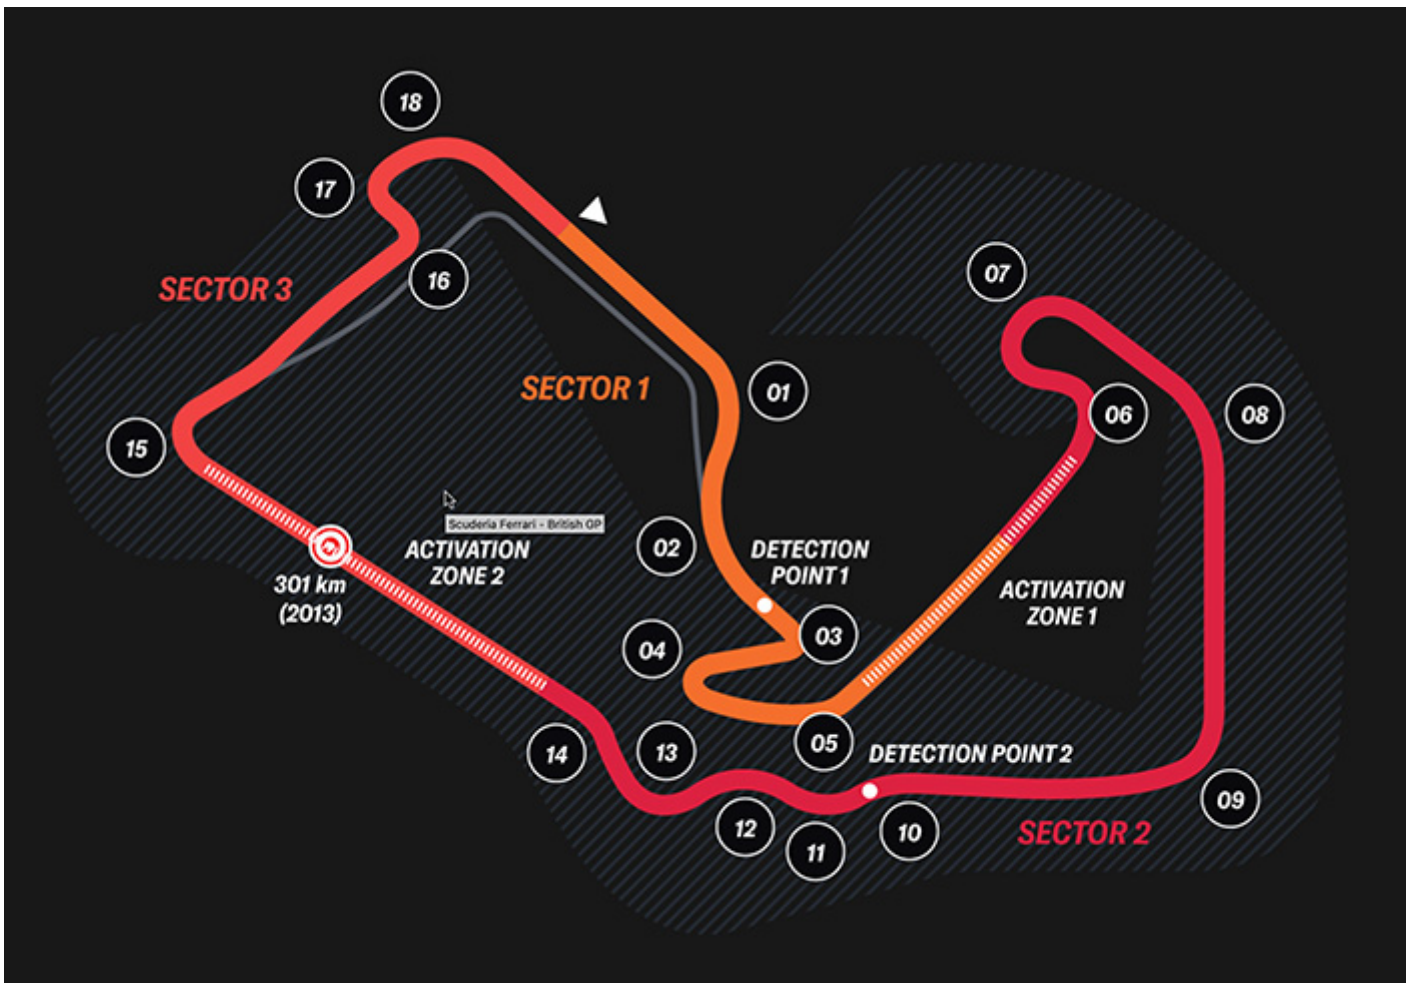 18
17
SECTOR 3
16
07
SECTOR 1
01
06
08
15
Scuderia Ferrari - British GP
ACTIVATION
ZONE 2
02
DETECTION
POINT 1
301 km
(2013)
ACTIVATION
ZONE 1
04
03
14
13
05
DETECTION POINT 2
09
12
11
10
SECTOR 2